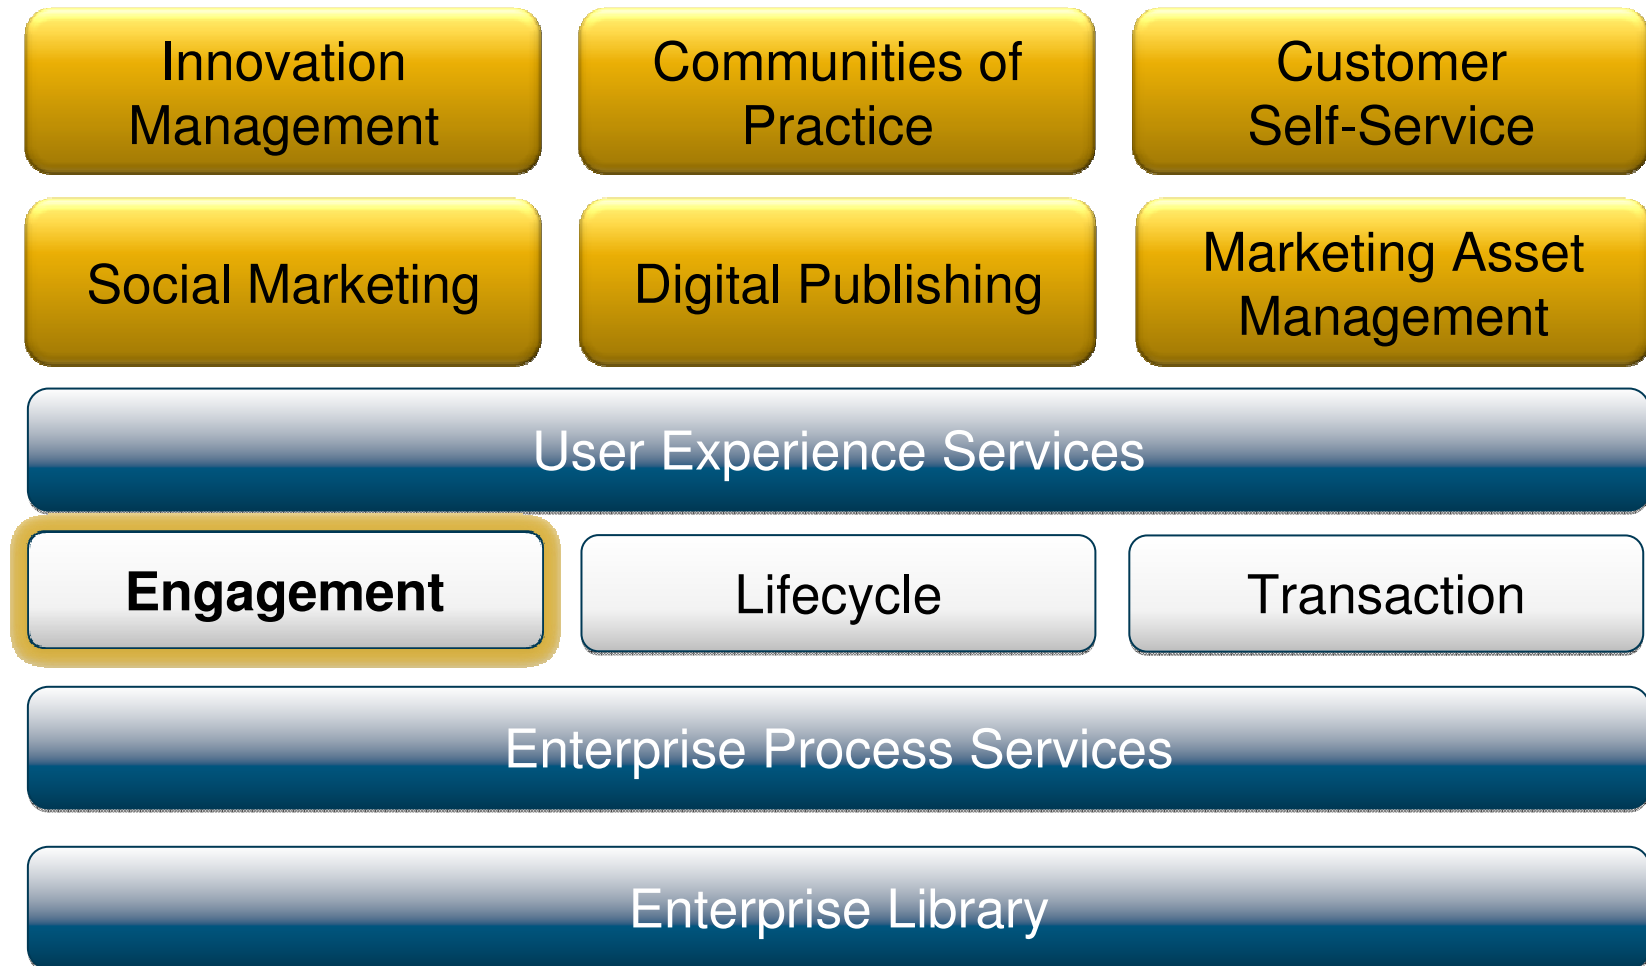 Innovation
Management
Communities of
Practice
Customer
Self-Service
Social Marketing
Digital Publishing
Marketing Asset
Management
User Experience Services
Engagement
Lifecycle
Transaction
Enterprise Process Services
Enterprise Library